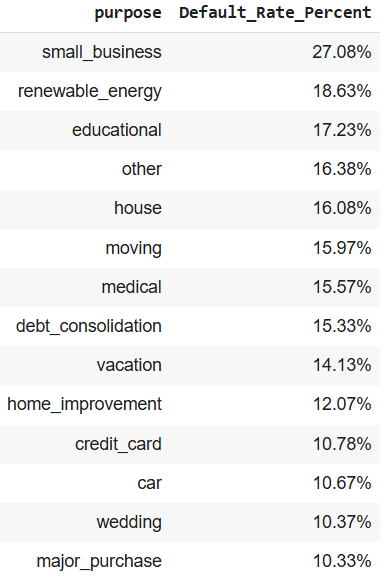 purpose Default_Rate_Percent
small_business 27.08%
renewable_energy 18.63%
educational 17.23%
other 16.38%
house 16.08%
moving 15.97%
medical 15.57%
debt_consolidation 15.33%
vacation 14.13%
home_improvement 12.07%
credit_card 10.78%
car 10.67%
wedding 10.37%
major_purchase 10.33%